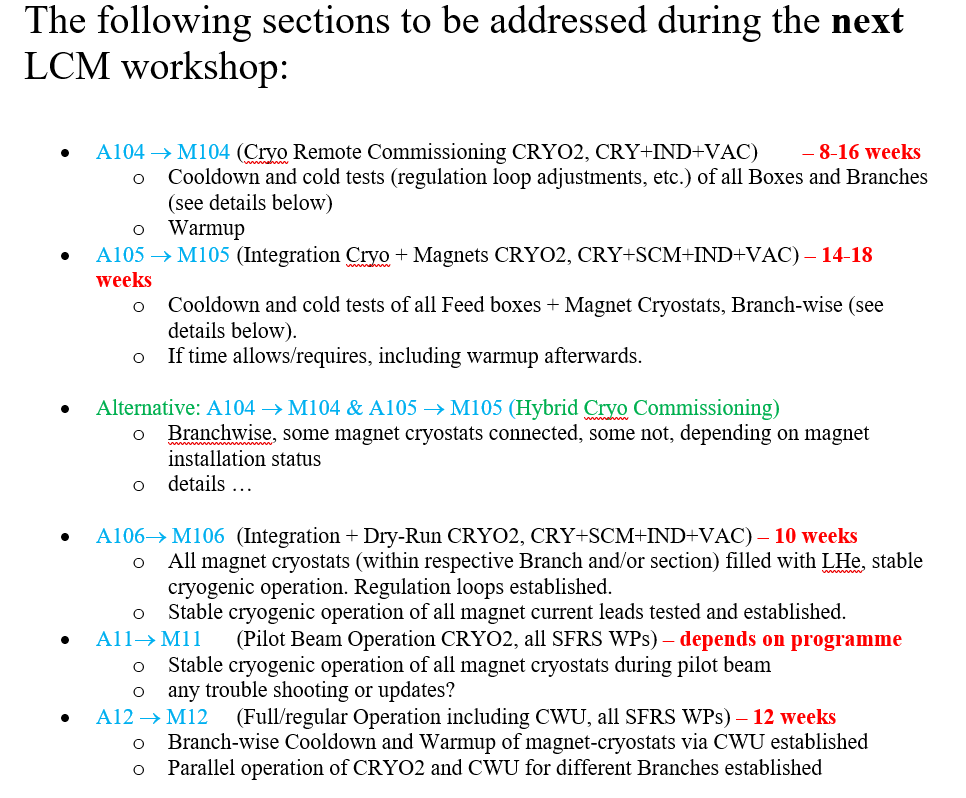 The following sections to be addressed during the next
LCM workshop:
• A104 → M104 (Cryo Remote Commissioning CRYO2, CRY+IND+VAC) – 8-16 weeks
o Cooldown and cold tests (regulation loop adjustments, etc.) of all Boxes and Branches
(see details below)
o Warmup
• A105 → M105 (Integration Cryo + Magnets CRYO2, CRY+SCM+IND+VAC) – 14-18
weeks
o Cooldown and cold tests of all Feed boxes + Magnet Cryostats, Branch-wise (see
details below).
o If time allows/requires, including warmup afterwards.
• Alternative: A104 → M104 & A105 → M105 (Hybrid Cryo Commissioning)
o Branchwise, some magnet cryostats connected, some not, depending on magnet
installation status
o details …
• A106→ M106 (Integration + Dry-Run CRYO2, CRY+SCM+IND+VAC) – 10 weeks
o All magnet cryostats (within respective Branch and/or section) filled with LHe, stable
cryogenic operation. Regulation loops established.
o Stable cryogenic operation of all magnet current leads tested and established.
• A11→ M11 (Pilot Beam Operation CRYO2, all SFRS WPs) – depends on programme
o Stable cryogenic operation of all magnet cryostats during pilot beam
o any trouble shooting or updates?
• A12 → M12 (Full/regular Operation including CWU, all SFRS WPs) – 12 weeks
o Branch-wise Cooldown and Warmup of magnet-cryostats via CWU established
o Parallel operation of CRYO2 and CWU for different Branches established